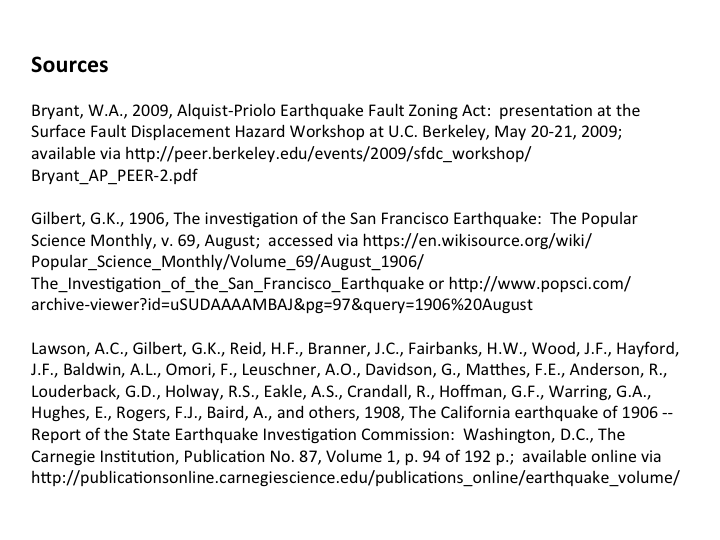 Sources
Bryant, W.A., 2009, Alquist-Priolo Earthquake Fault Zoning Act:  presentation at the
Surface Fault Displacement Hazard Workshop at U.C. Berkeley, May 20-21, 2009;
available via http://peer.berkeley.edu/events/2009/sfdc_workshop/
Bryant_AP_PEER-2.pdf
Gilbert, G.K., 1906, The investigation of the San Francisco Earthquake:  The Popular
Science Monthly, v. 69, August;  accessed via https://en.wikisource.org/wiki/
Popular_Science_Monthly/Volume_69/August_1906/
The_Investigation_of_the_San_Francisco_Earthquake or http://www.popsci.com/
archive-viewer?id=uSUDAAAAMBAJ&pg=97&query=1906%20August
Lawson, A.C., Gilbert, G.K., Reid, H.F., Branner, J.C., Fairbanks, H.W., Wood, J.F., Hayford,
J.F., Baldwin, A.L., Omori, F., Leuschner, A.O., Davidson, G., Matthes, F.E., Anderson, R.,
Louderback, G.D., Holway, R.S., Eakle, A.S., Crandall, R., Hoffman, G.F., Warring, G.A.,
Hughes, E., Rogers, F.J., Baird, A., and others, 1908, The California earthquake of 1906 --
Report of the State Earthquake Investigation Commission:  Washington, D.C., The
Carnegie Institution, Publication No. 87, Volume 1, p. 94 of 192 p.;  available online via
http://publicationsonline.carnegiescience.edu/publications_online/earthquake_volume/